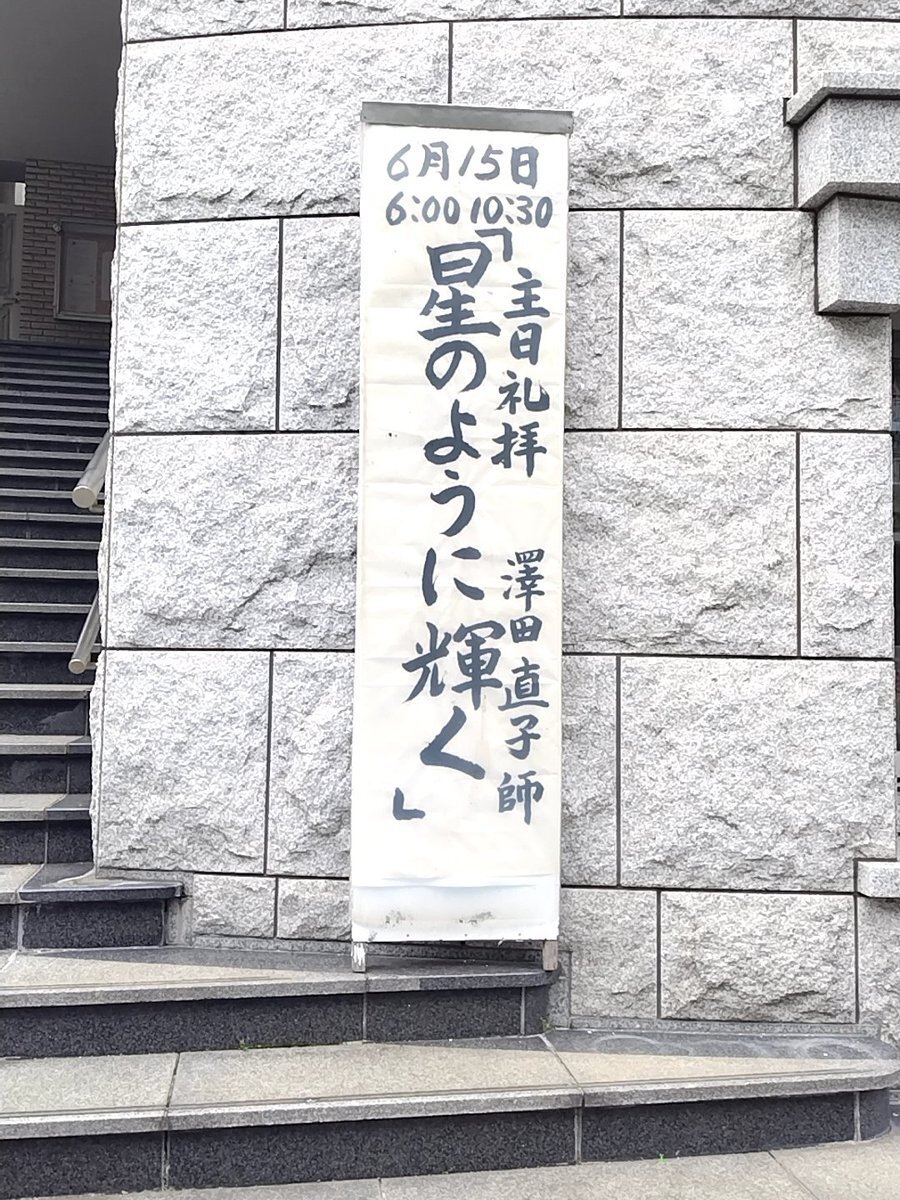 6月15日
6:00 10:30
主日礼拝 澤田直子師
「星のように輝く」